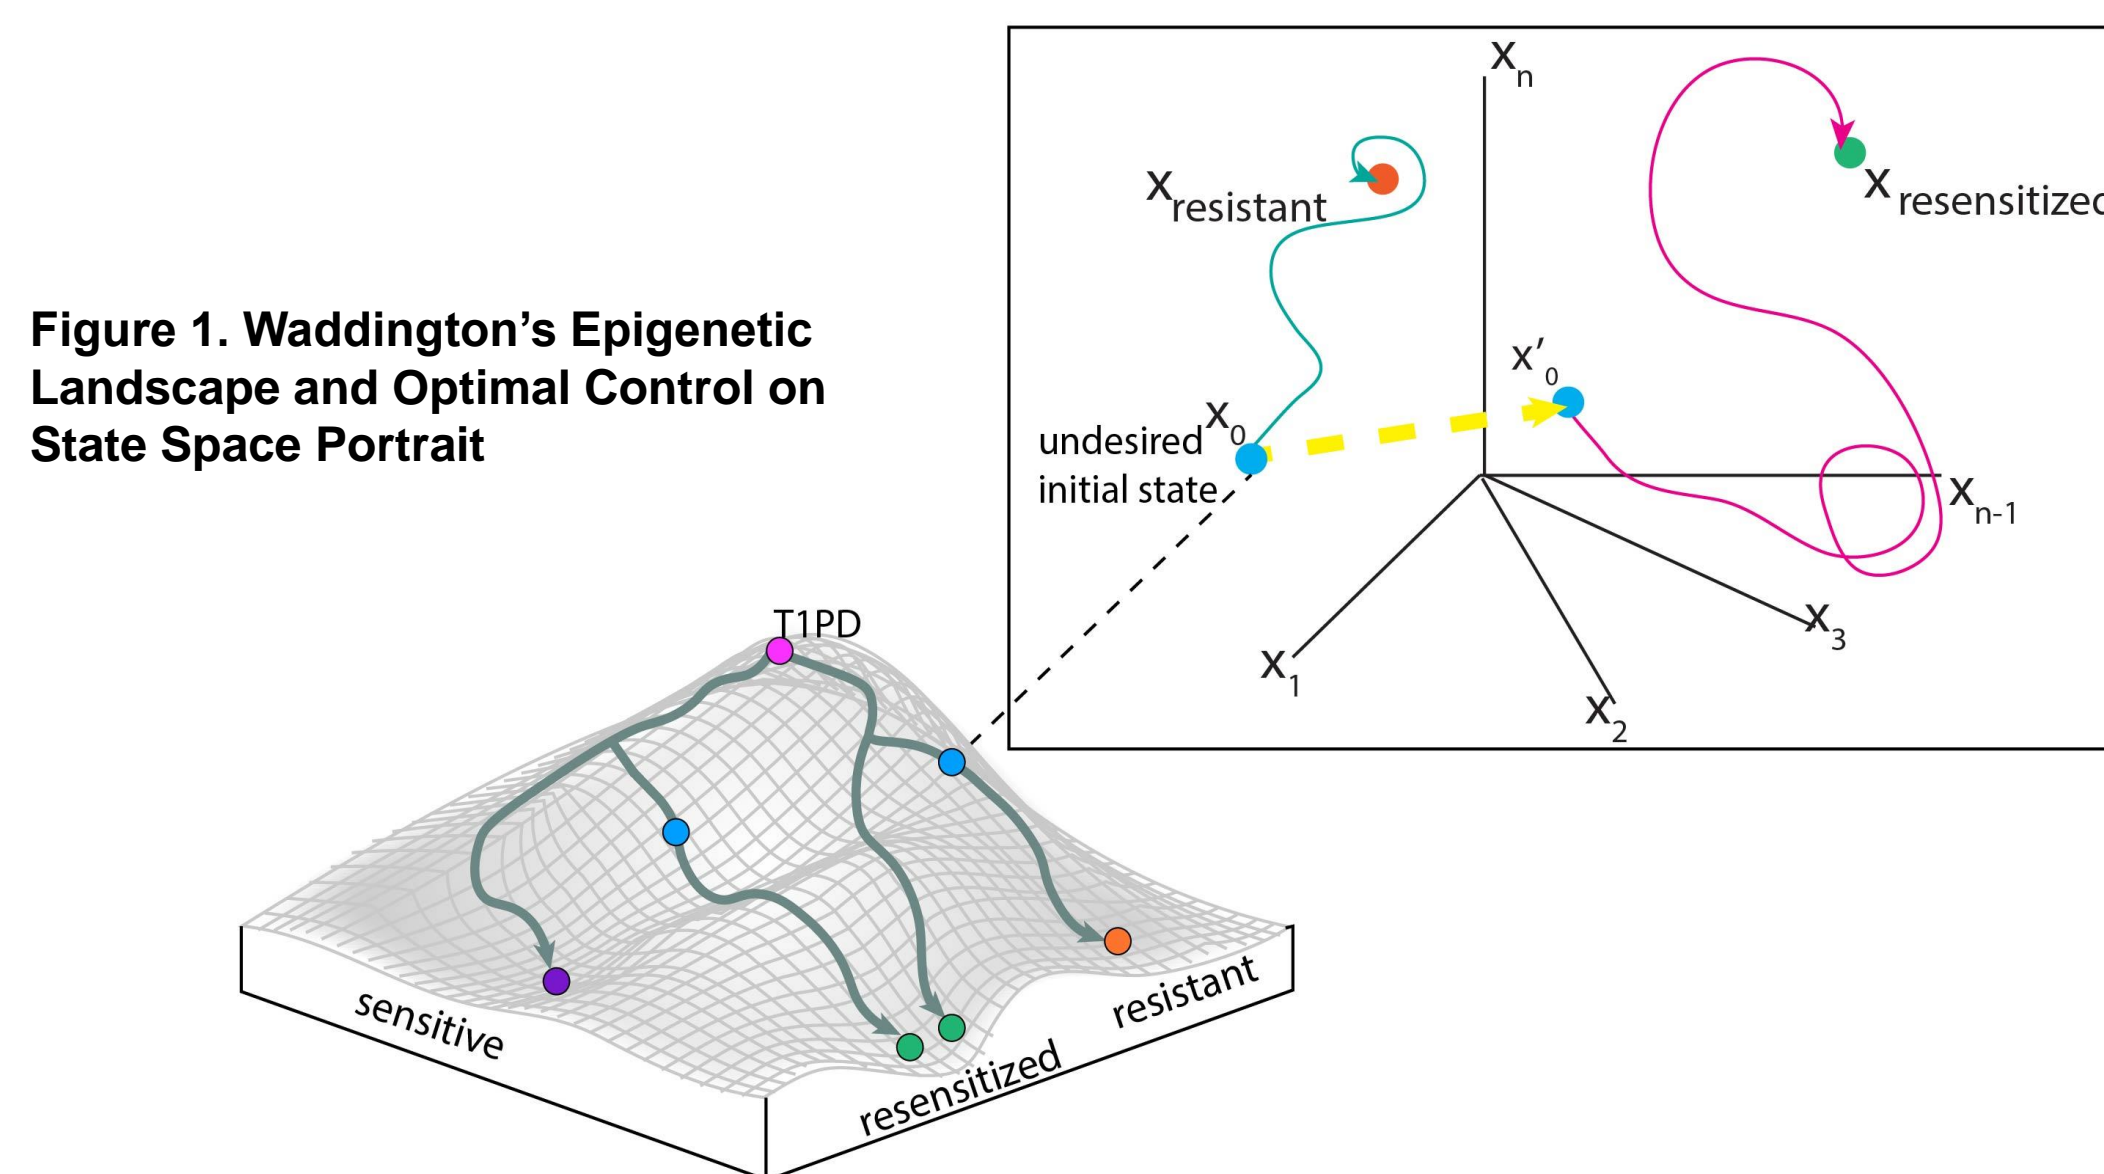 Figure 1. Waddington’s Epigenetic
Landscape and Optimal Control on
State Space Portrait
xn
xresistant
x resensitized
x′0
x0
undesired
initial state
xn-1
x3
x1
x2
T1PD
sensitive
resensitized
resistant